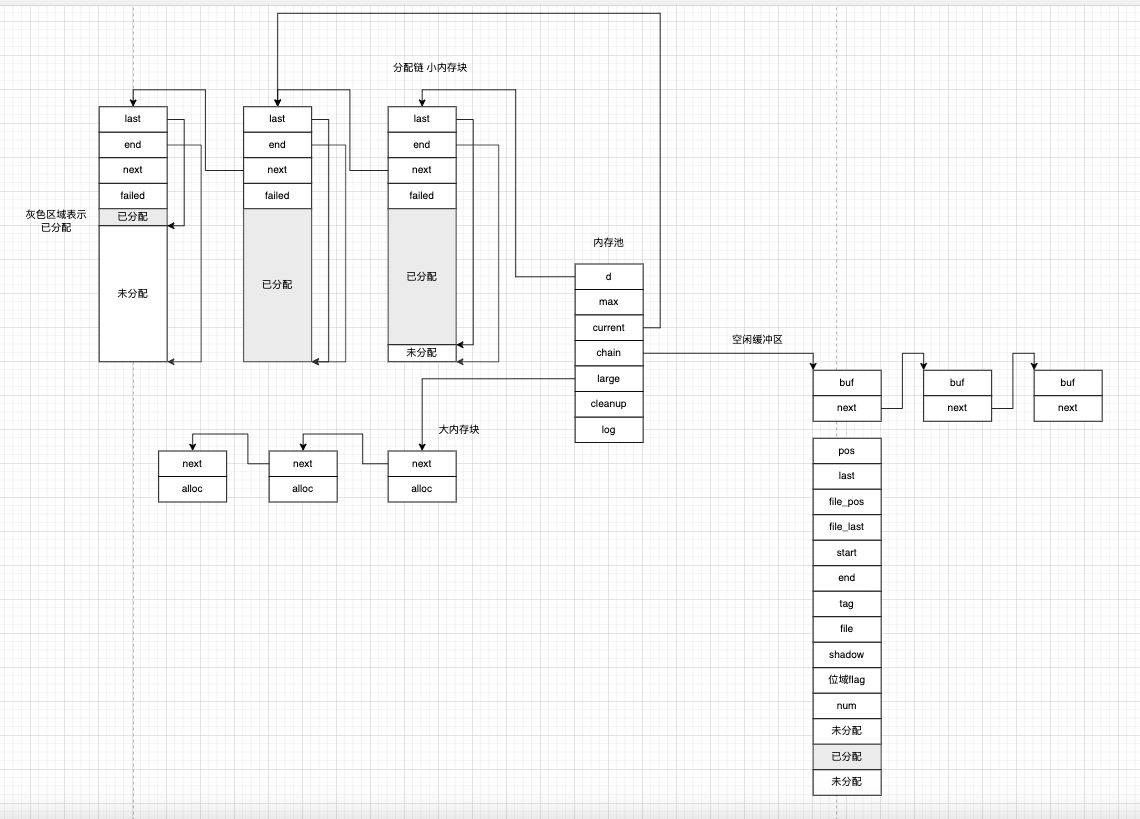 分配链 小内存块
last
end
next
failed
已分配
未分配
灰色区域表示
已分配
last
end
next
failed
已分配
last
end
next
failed
已分配
未分配
内存池
d
max
current
chain
large
cleanup
log
大内存块
next
alloc
next
alloc
next
alloc
空闲缓冲区
buf
next
buf
next
buf
next
pos
last
file_pos
file_last
start
end
tag
file
shadow
位域flag
num
未分配
已分配
未分配